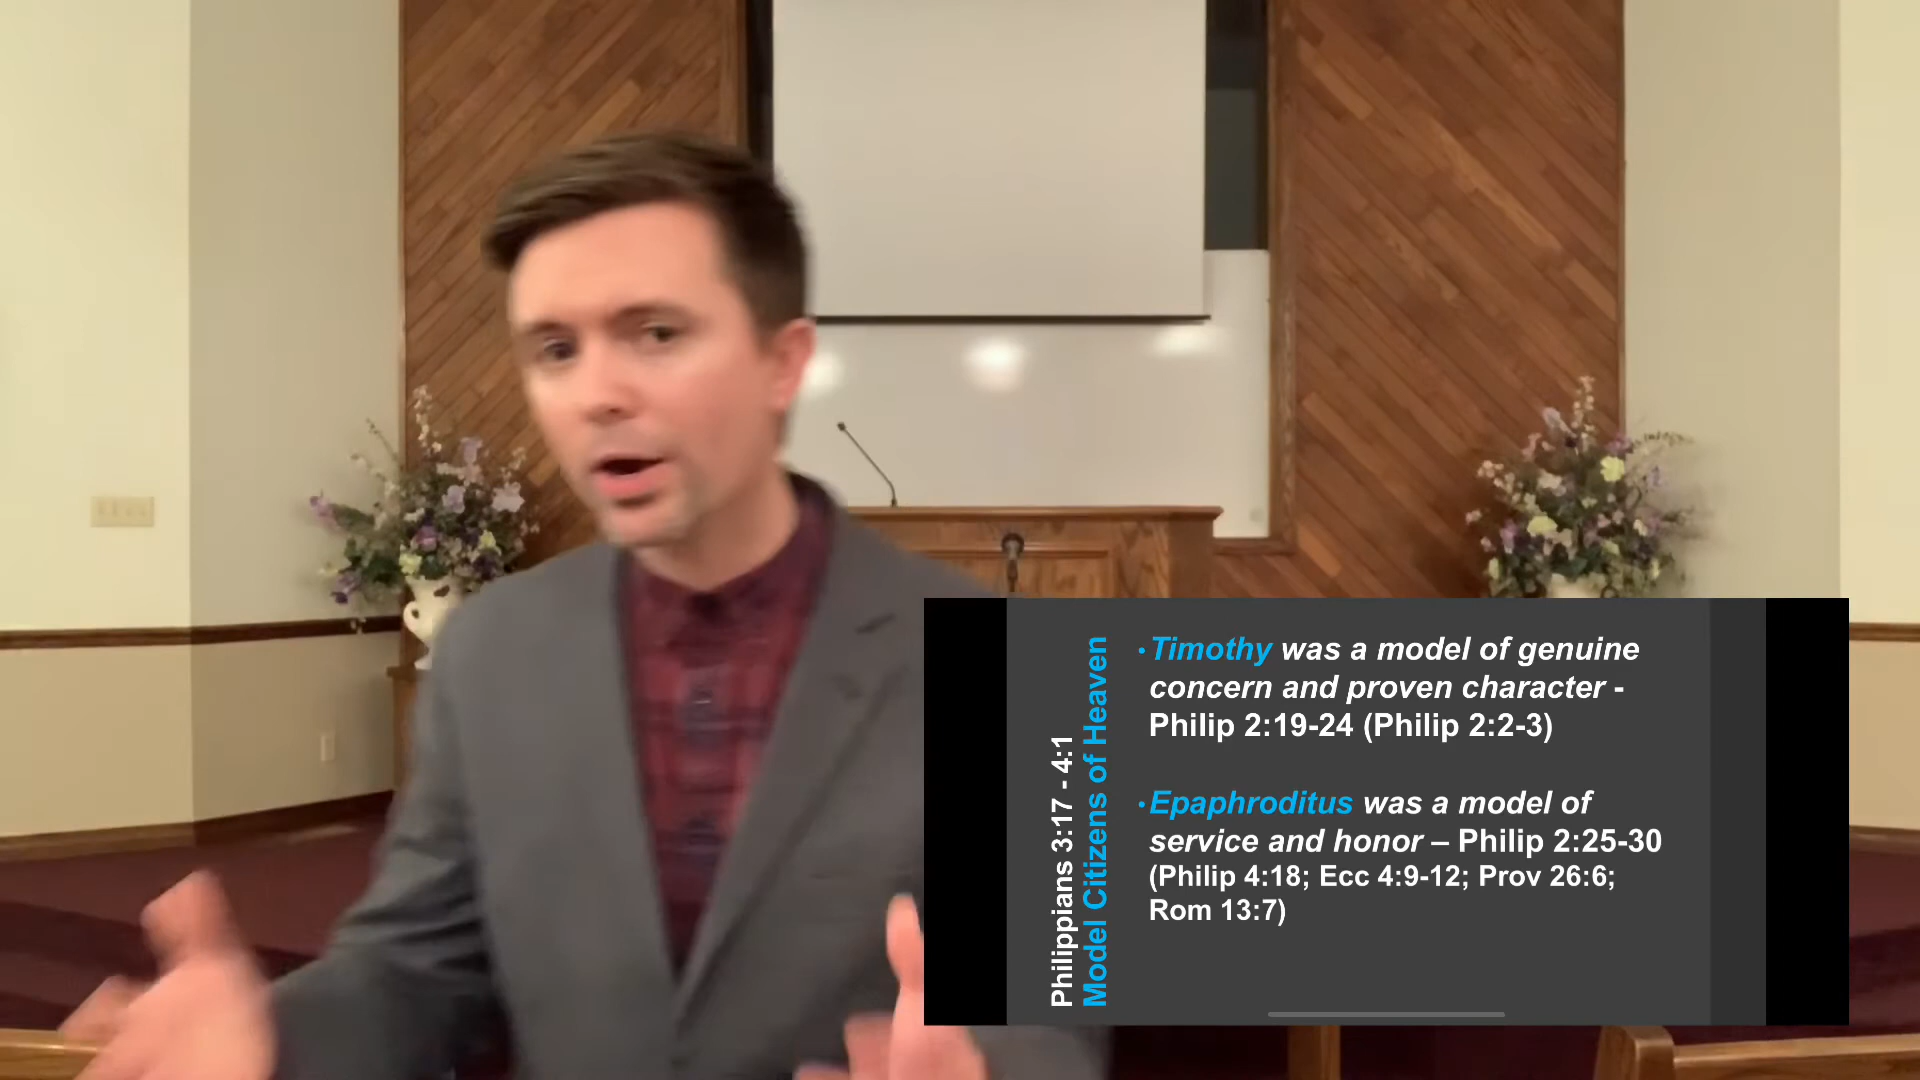 Philippians 3:17 - 4:1
Model Citizens of Heaven
•Timothy was a model of genuine
concern and proven character -
Philip 2:19-24 (Philip 2:2-3)
•Epaphroditus was a model of
service and honor – Philip 2:25-30
(Philip 4:18; Ecc 4:9-12; Prov 26:6;
Rom 13:7)